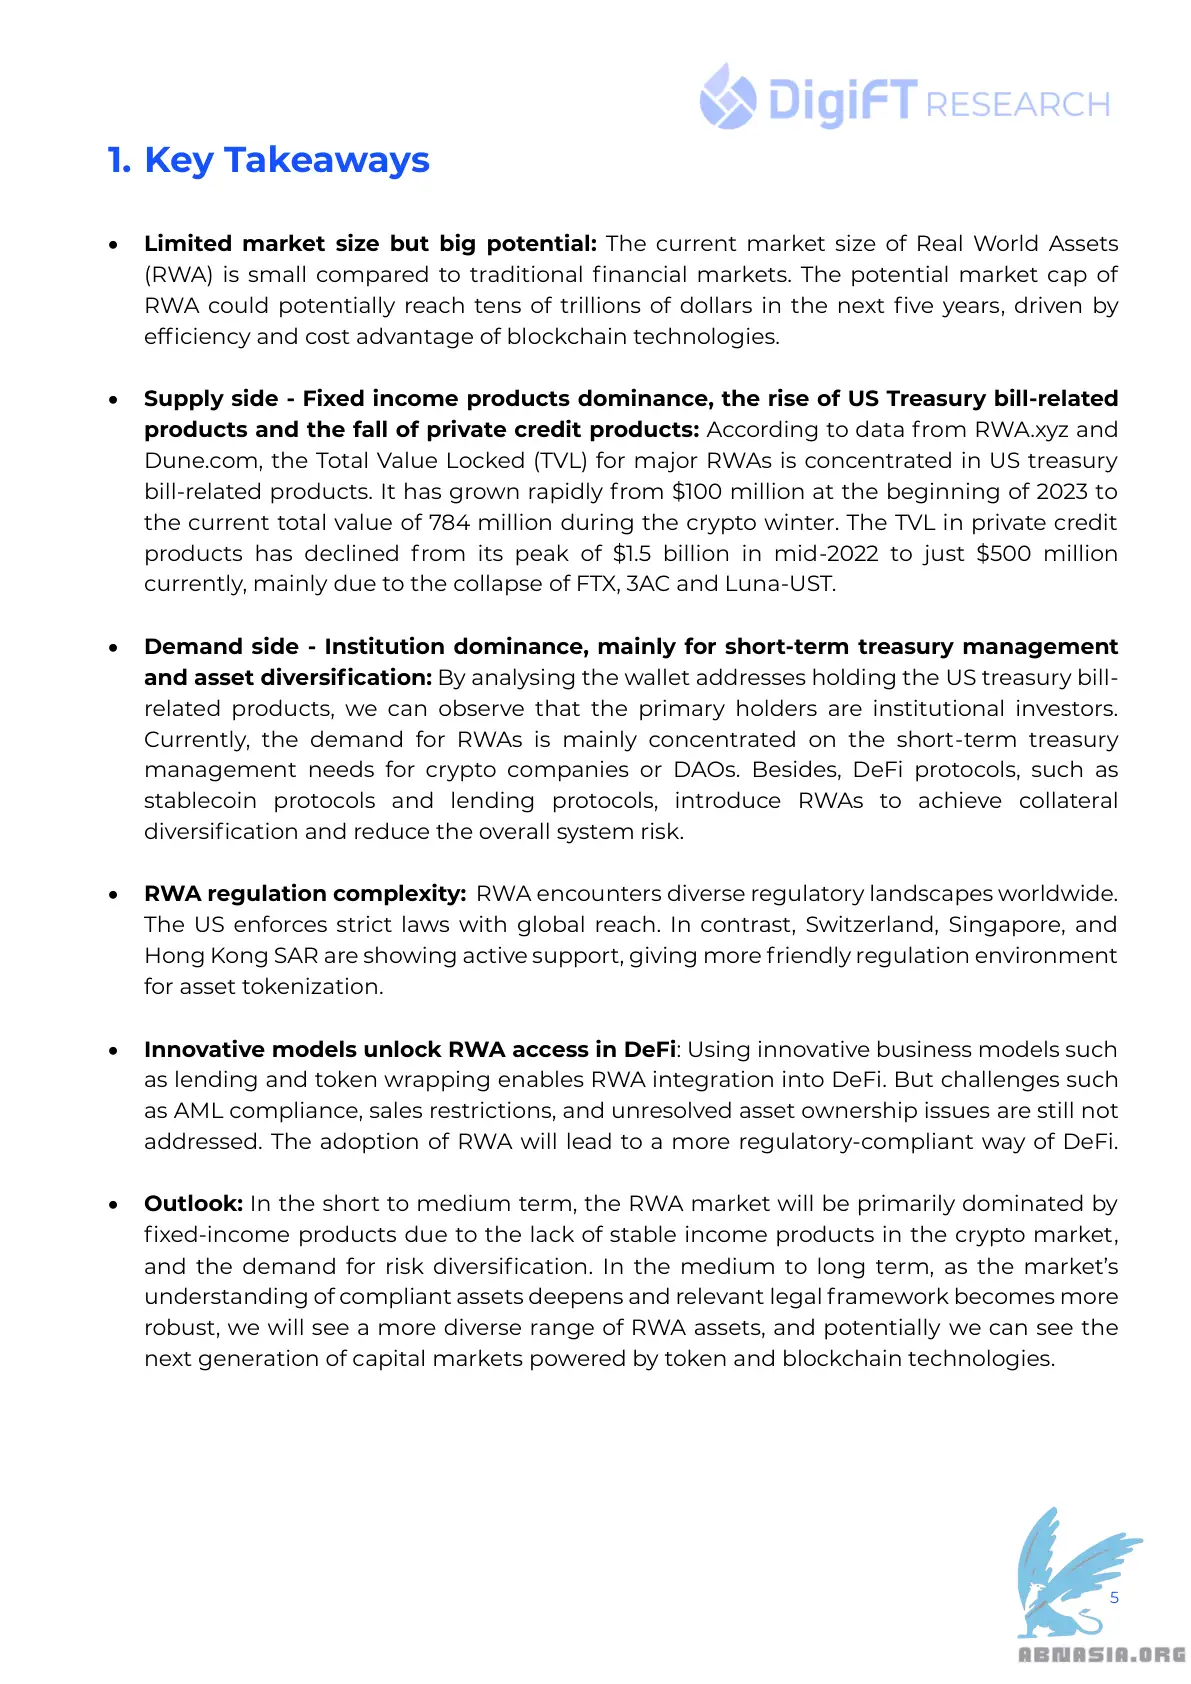 DigiFT RESEARCH
1. Key Takeaways
• Limited market size but big potential: The current market size of Real World Assets
(RWA) is small compared to traditional financial markets. The potential market cap of
RWA could potentially reach tens of trillions of dollars in the next five years, driven by
efficiency and cost advantage of blockchain technologies.
• Supply side - Fixed income products dominance, the rise of US Treasury bill-related
products and the fall of private credit products: According to data from RWA.xyz and
Dune.com, the Total Value Locked (TVL) for major RWAs is concentrated in US treasury
bill-related products. It has grown rapidly from $100 million at the beginning of 2023 to
the current total value of 784 million during the crypto winter. The TVL in private credit
products has declined from its peak of $1.5 billion in mid-2022 to just $500 million
currently, mainly due to the collapse of FTX, 3AC and Luna-UST.
• Demand side - Institution dominance, mainly for short-term treasury management
and asset diversification: By analysing the wallet addresses holding the US treasury bill-
related products, we can observe that the primary holders are institutional investors.
Currently, the demand for RWAs is mainly concentrated on the short-term treasury
management needs for crypto companies or DAOs. Besides, DeFi protocols, such as
stablecoin protocols and lending protocols, introduce RWAs to achieve collateral
diversification and reduce the overall system risk.
• RWA regulation complexity: RWA encounters diverse regulatory landscapes worldwide.
The US enforces strict laws with global reach. In contrast, Switzerland, Singapore, and
Hong Kong SAR are showing active support, giving more friendly regulation environment
for asset tokenization.
• Innovative models unlock RWA access in DeFi: Using innovative business models such
as lending and token wrapping enables RWA integration into DeFi. But challenges such
as AML compliance, sales restrictions, and unresolved asset ownership issues are still not
addressed. The adoption of RWA will lead to a more regulatory-compliant way of DeFi.
• Outlook: In the short to medium term, the RWA market will be primarily dominated by
fixed-income products due to the lack of stable income products in the crypto market,
and the demand for risk diversification. In the medium to long term, as the market’s
understanding of compliant assets deepens and relevant legal framework becomes more
robust, we will see a more diverse range of RWA assets, and potentially we can see the
next generation of capital markets powered by token and blockchain technologies.
5
ABNASIA.ORG